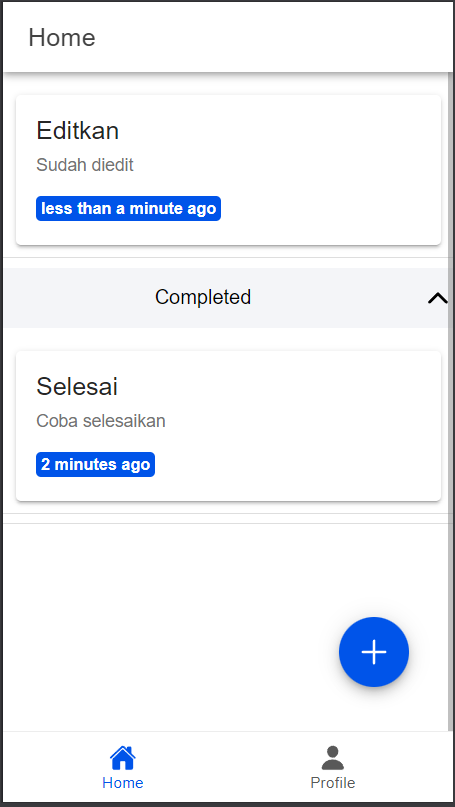 Home
Editkan
Sudah diedit
less than a minute ago
Completed
Selesai
Coba selesaikan
2 minutes ago
Home
Profile